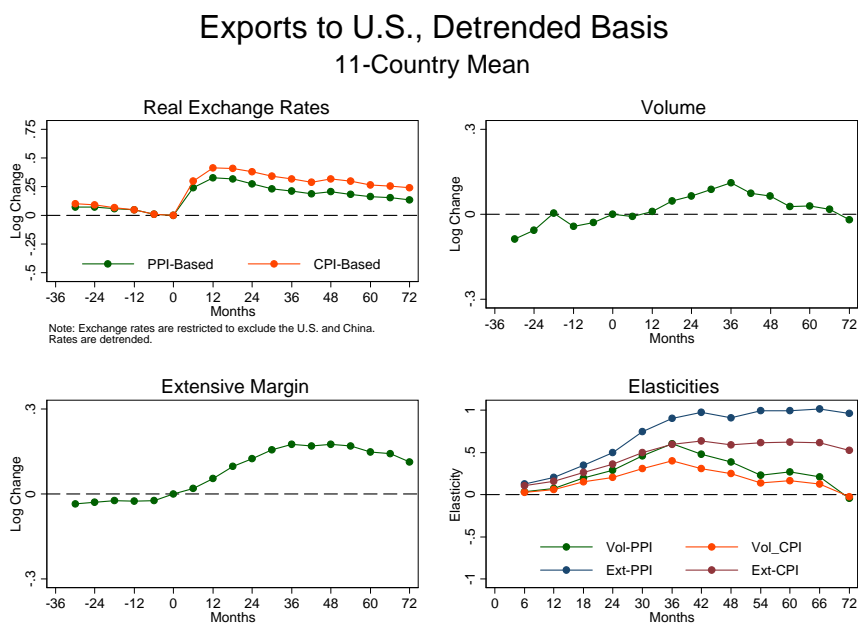 Exports to U.S., Detrended Basis
11-Country Mean
Real Exchange Rates
Log Change
.75
.5
.25
0
-.25
-.5
PPI-Based
CPI-Based
-36 -24 -12 0 12 24 36 48 60 72
Months
Note: Exchange rates are restricted to exclude the U.S. and China.
Rates are detrended.
Volume
Log Change
.3
0
-.3
-36 -24 -12 0 12 24 36 48 60 72
Months
Extensive Margin
Log Change
.3
0
-.3
-36 -24 -12 0 12 24 36 48 60 72
Months
Elasticities
Elasticity
1
.5
0
-.5
-1
Vol-PPI
Vol_CPI
Ext-PPI
Ext-CPI
0 6 12 18 24 30 36 42 48 54 60 66 72
Months